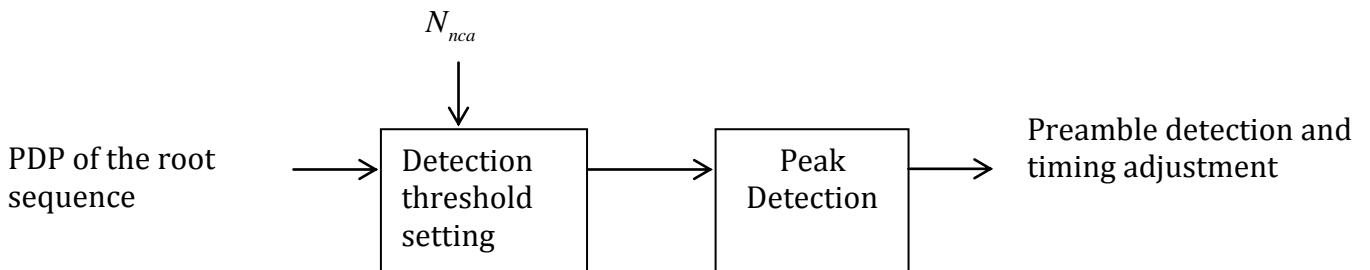 N_nca
PDP of the root
sequence
Detection
threshold
setting
Peak
Detection
Preamble detection and
timing adjustment